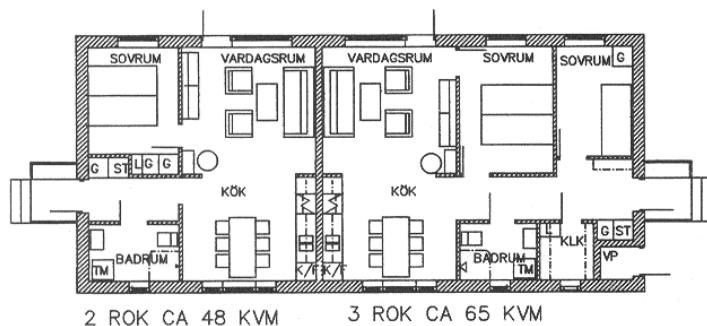 SOVRUM VARDAGSRUM VARDAGSRUM SOVRUM SOVRUM G
G ST L G G
KÖK KÖK
G ST
BADRUM BADRUM KLK VP
TM K/F K/F TM
2 ROK CA 48 KVM 3 ROK CA 65 KVM